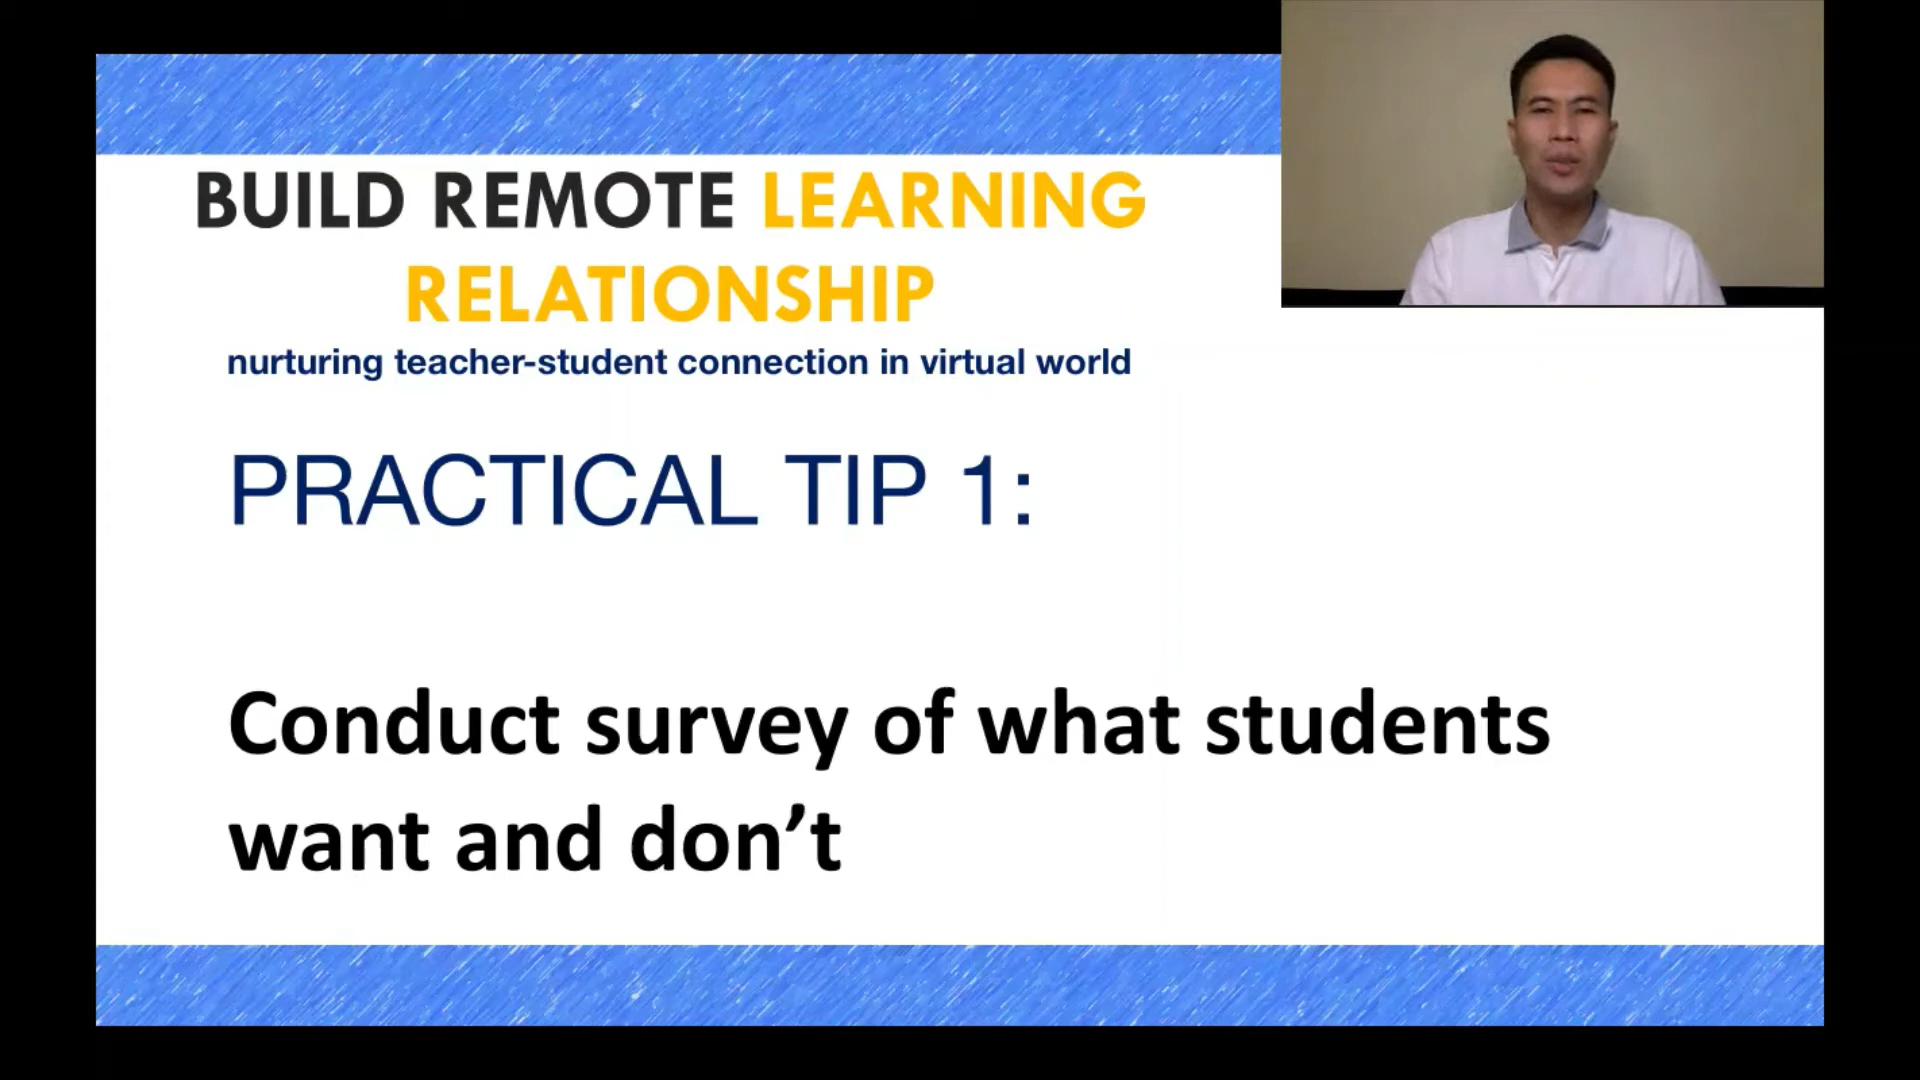 BUILD REMOTE LEARNING
RELATIONSHIP
nurturing teacher-student connection in virtual world
PRACTICAL TIP 1:
Conduct survey of what students
want and don’t